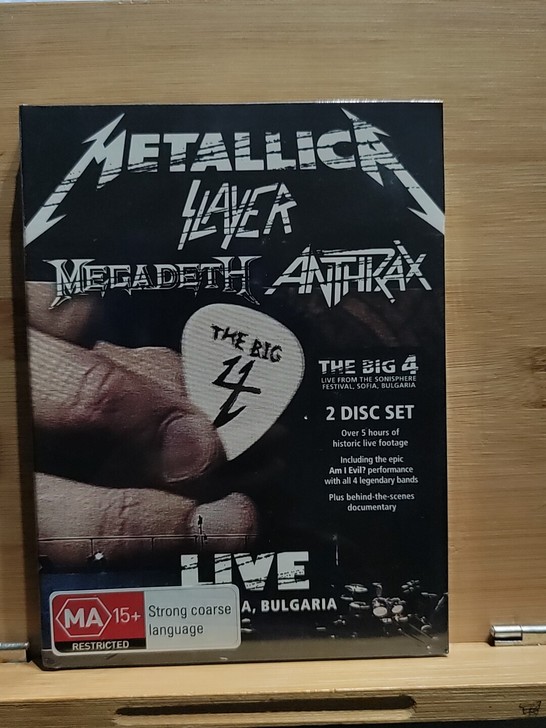 METALLICA
SLAYER
MEGADETH ANTHRAX
THE BIG
4
THE BIG 4
LIVE FROM THE SONISPHERE
FESTIVAL, SOFIA, BULGARIA
2 DISC SET
Over 5 hours of
historic live footage
Including the epic
Am I Evil? performance
with all 4 legendary bands
Plus behind-the-scenes
documentary
LIVE
A, BULGARIA
MA 15+ Strong coarse
language
RESTRICTED